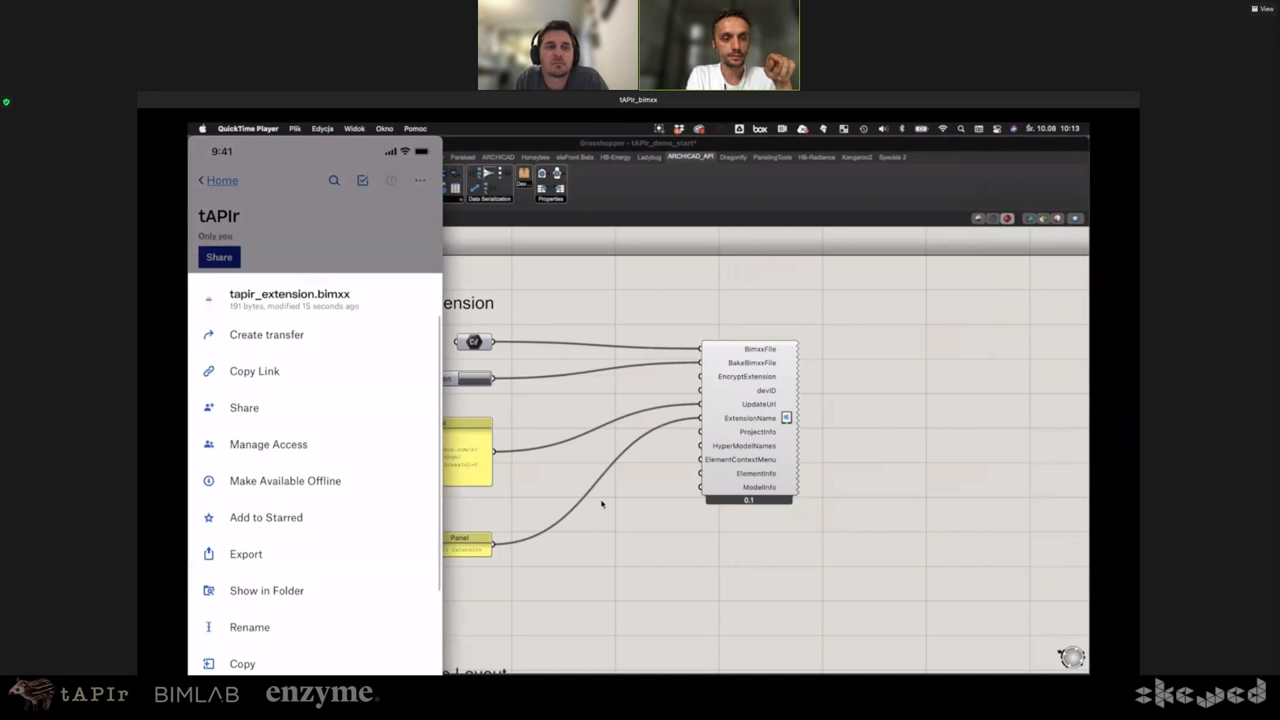 View
tAPIr_bimxx
QuickTime Player Plik Edycja Widok Okno Pomoc
box
Śr. 10.08 10:13
Grasshopper - tAPIr_demo_start*
Parakeet ARCHICAD Honeybee eleFront Beta HB-Energy Ladybug ARCHICAD_API Dragonfly PanelingTools HB-Radiance Kangaroo2 Speckle 2
Dev...
Data Serialization
Properties
9:41
Home
tAPIr
Only you
Share
tapir_extension.bimxx
191 bytes, modified 15 seconds ago
Create transfer
Copy Link
Share
Manage Access
Make Available Offline
Add to Starred
Export
Show in Folder
Rename
Copy
ension
C/
BimxxFile
BakeBimxxFile
EncryptExtension
devID
UpdateUrl
ExtensionName
ProjectInfo
HyperModelNames
ElementContextMenu
ElementInfo
ModelInfo
0.1
Panel
Extension
tAPIr BIMLAB enzyme. skewed